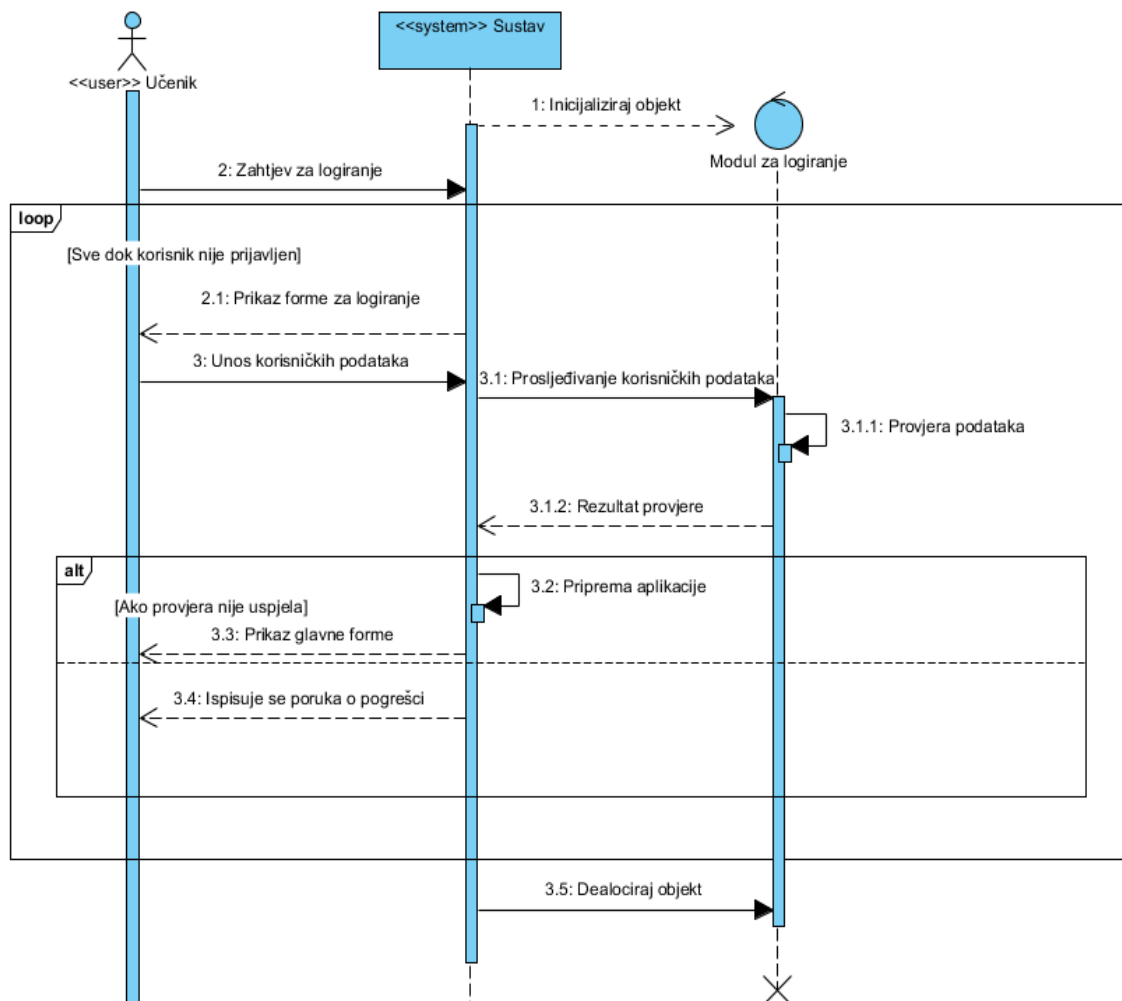 <<system>> Sustav
<<user>> Učenik
1: Inicijaliziraj objekt
Modul za logiranje
2: Zahtjev za logiranje
loop
[Sve dok korisnik nije prijavljen]
2.1: Prikaz forme za logiranje
3: Unos korisničkih podataka
3.1: Prosljeđivanje korisničkih podataka
3.1.1: Provjera podataka
3.1.2: Rezultat provjere
alt
3.2: Priprema aplikacije
[Ako provjera nije uspjela]
3.3: Prikaz glavne forme
3.4: Ispisuje se poruka o pogrešci
3.5: Dealociraj objekt